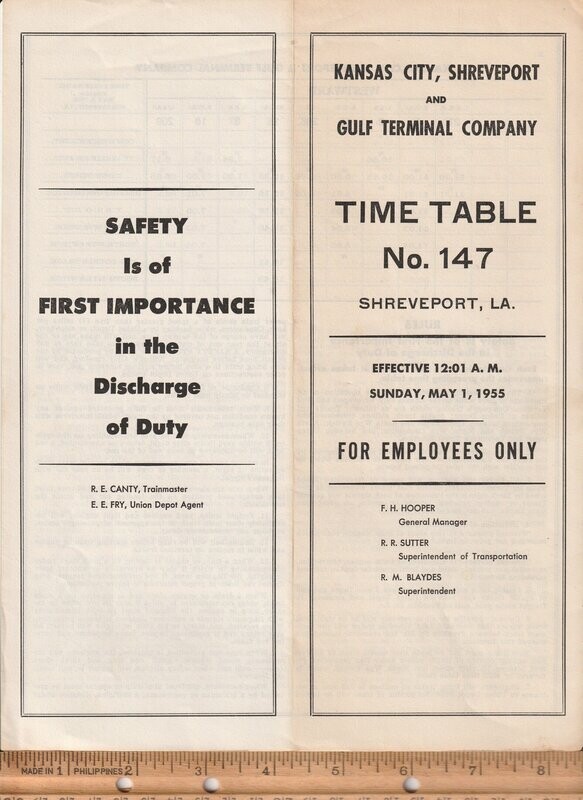 SAFETY
Is of
FIRST IMPORTANCE
in the
Discharge
of Duty
R. E. CANTY, Trainmaster
E. E. FRY, Union Depot Agent
KANSAS CITY, SHREVEPORT
AND
GULF TERMINAL COMPANY
TIME TABLE
No. 147
SHREVEPORT, LA.
EFFECTIVE 12:01 A. M.
SUNDAY, MAY 1, 1955
FOR EMPLOYEES ONLY
F. H. HOOPER
General Manager
R. R. SUTTER
Superintendent of Transportation
R. M. BLAYDES
Superintendent
MADE IN 1 PHILIPPINES 2 3 4 5 6 7 8